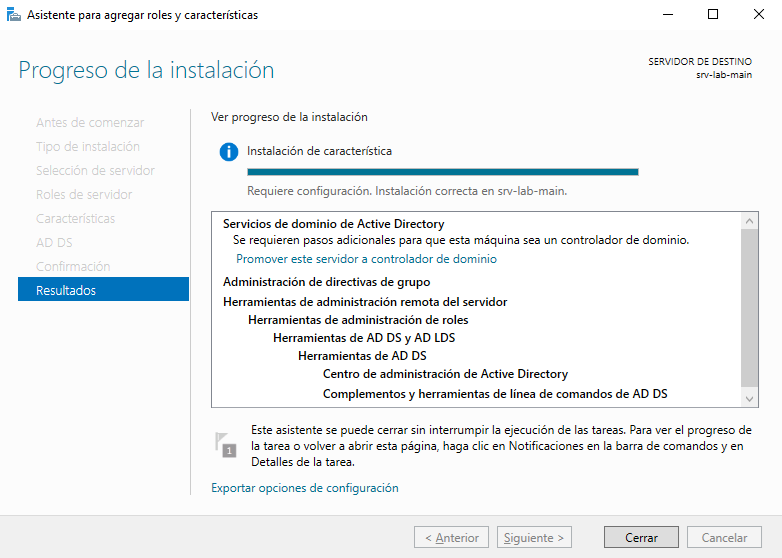 Asistente para agregar roles y características
Progreso de la instalación
SERVIDOR DE DESTINO
srv-lab-main
Antes de comenzar
Tipo de instalación
Selección de servidor
Roles de servidor
Características
AD DS
Confirmación
Resultados
Ver progreso de la instalación
Instalación de característica
Requiere configuración. Instalación correcta en srv-lab-main.
Servicios de dominio de Active Directory
Se requieren pasos adicionales para que esta máquina sea un controlador de dominio.
Promover este servidor a controlador de dominio
Administración de directivas de grupo
Herramientas de administración remota del servidor
Herramientas de administración de roles
Herramientas de AD DS y AD LDS
Herramientas de AD DS
Centro de administración de Active Directory
Complementos y herramientas de línea de comandos de AD DS
1
Este asistente se puede cerrar sin interrumpir la ejecución de las tareas. Para ver el progreso de
la tarea o volver a abrir esta página, haga clic en Notificaciones en la barra de comandos y en
Detalles de la tarea.
Exportar opciones de configuración
< Anterior
Siguiente >
Cerrar
Cancelar